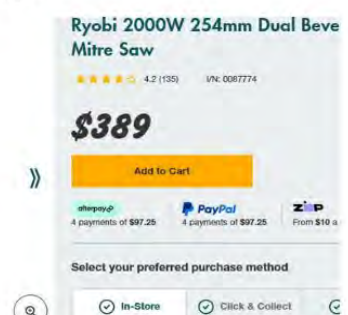 Ryobi 2000W 254mm Dual Beve
Mitre Saw
4.2 (135) I/N: 0087774
$389
Add to Cart
afterpay PayPal ZIP
4 payments of $97.25 4 payments of $97.25 From $10 a
Select your preferred purchase method
In-Store Click & Collect